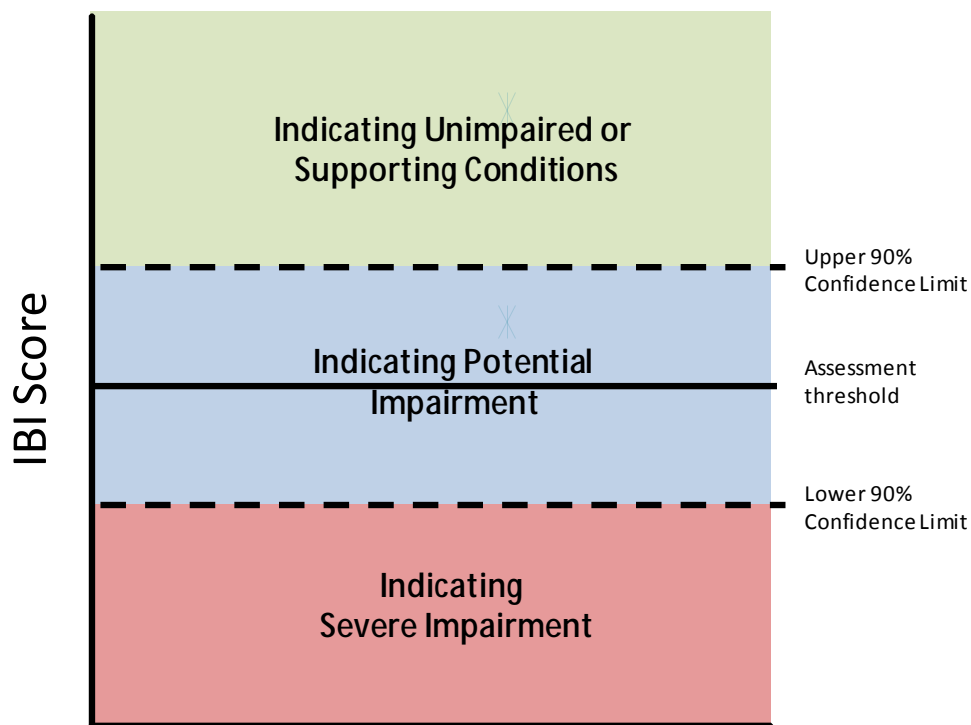 Indicating Unimpaired or
Supporting Conditions
Upper 90%
Confidence Limit
Indicating Potential
Impairment
Assessment
threshold
IBI Score
Lower 90%
Confidence Limit
Indicating
Severe Impairment